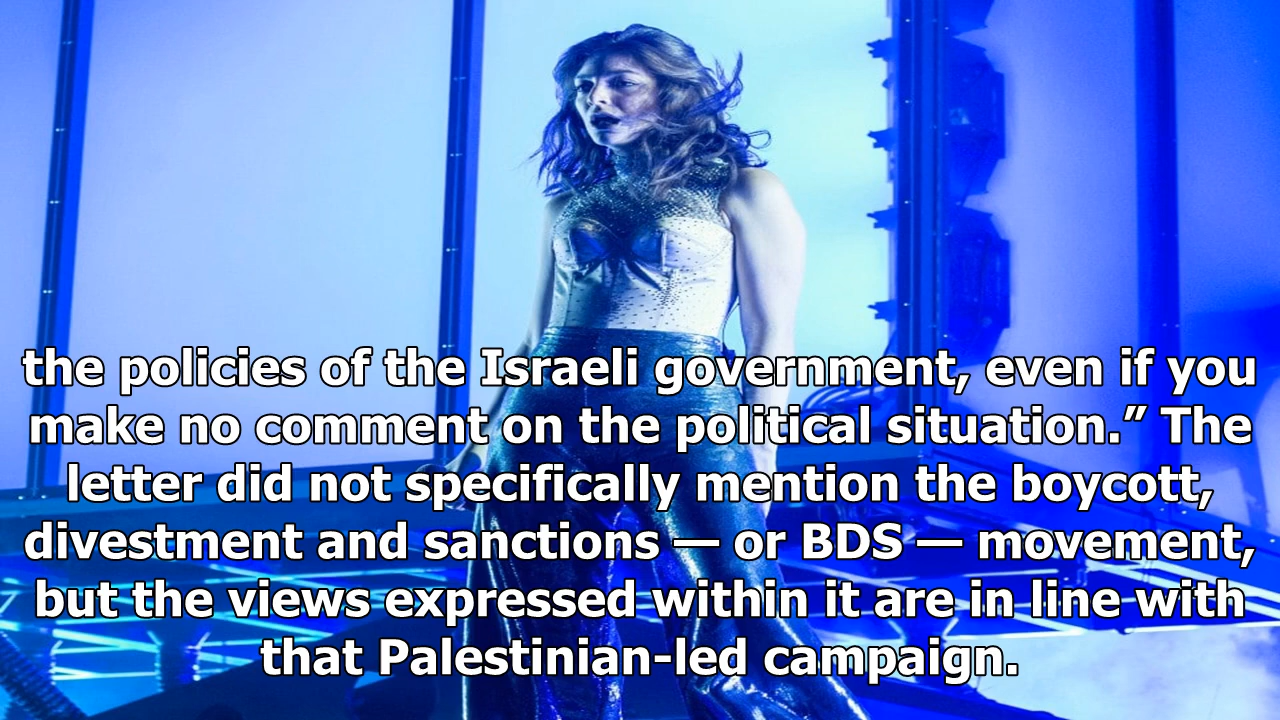 the policies of the Israeli government, even if you
make no comment on the political situation.” The
letter did not specifically mention the boycott,
divestment and sanctions — or BDS — movement,
but the views expressed within it are in line with
that Palestinian-led campaign.